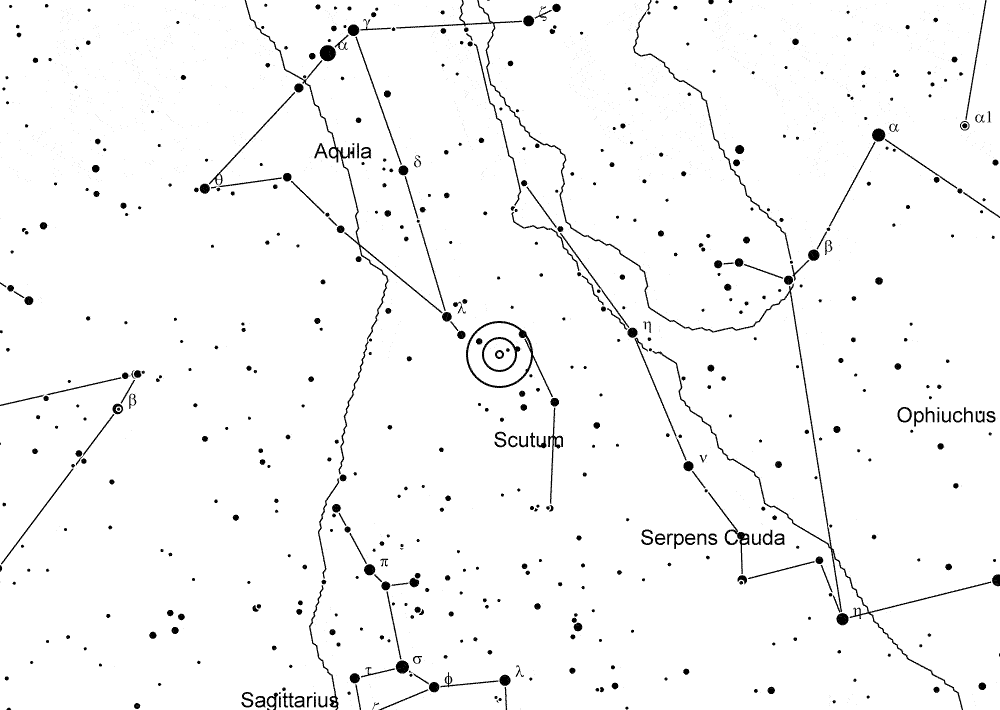 γ
ζ
α
α1
α
Aquila
δ
θ
β
λ
η
β
Ophiuchus
Scutum
ν
Serpens Cauda
π
η
σ
τ
ϕ
λ
Sagittarius
ζ